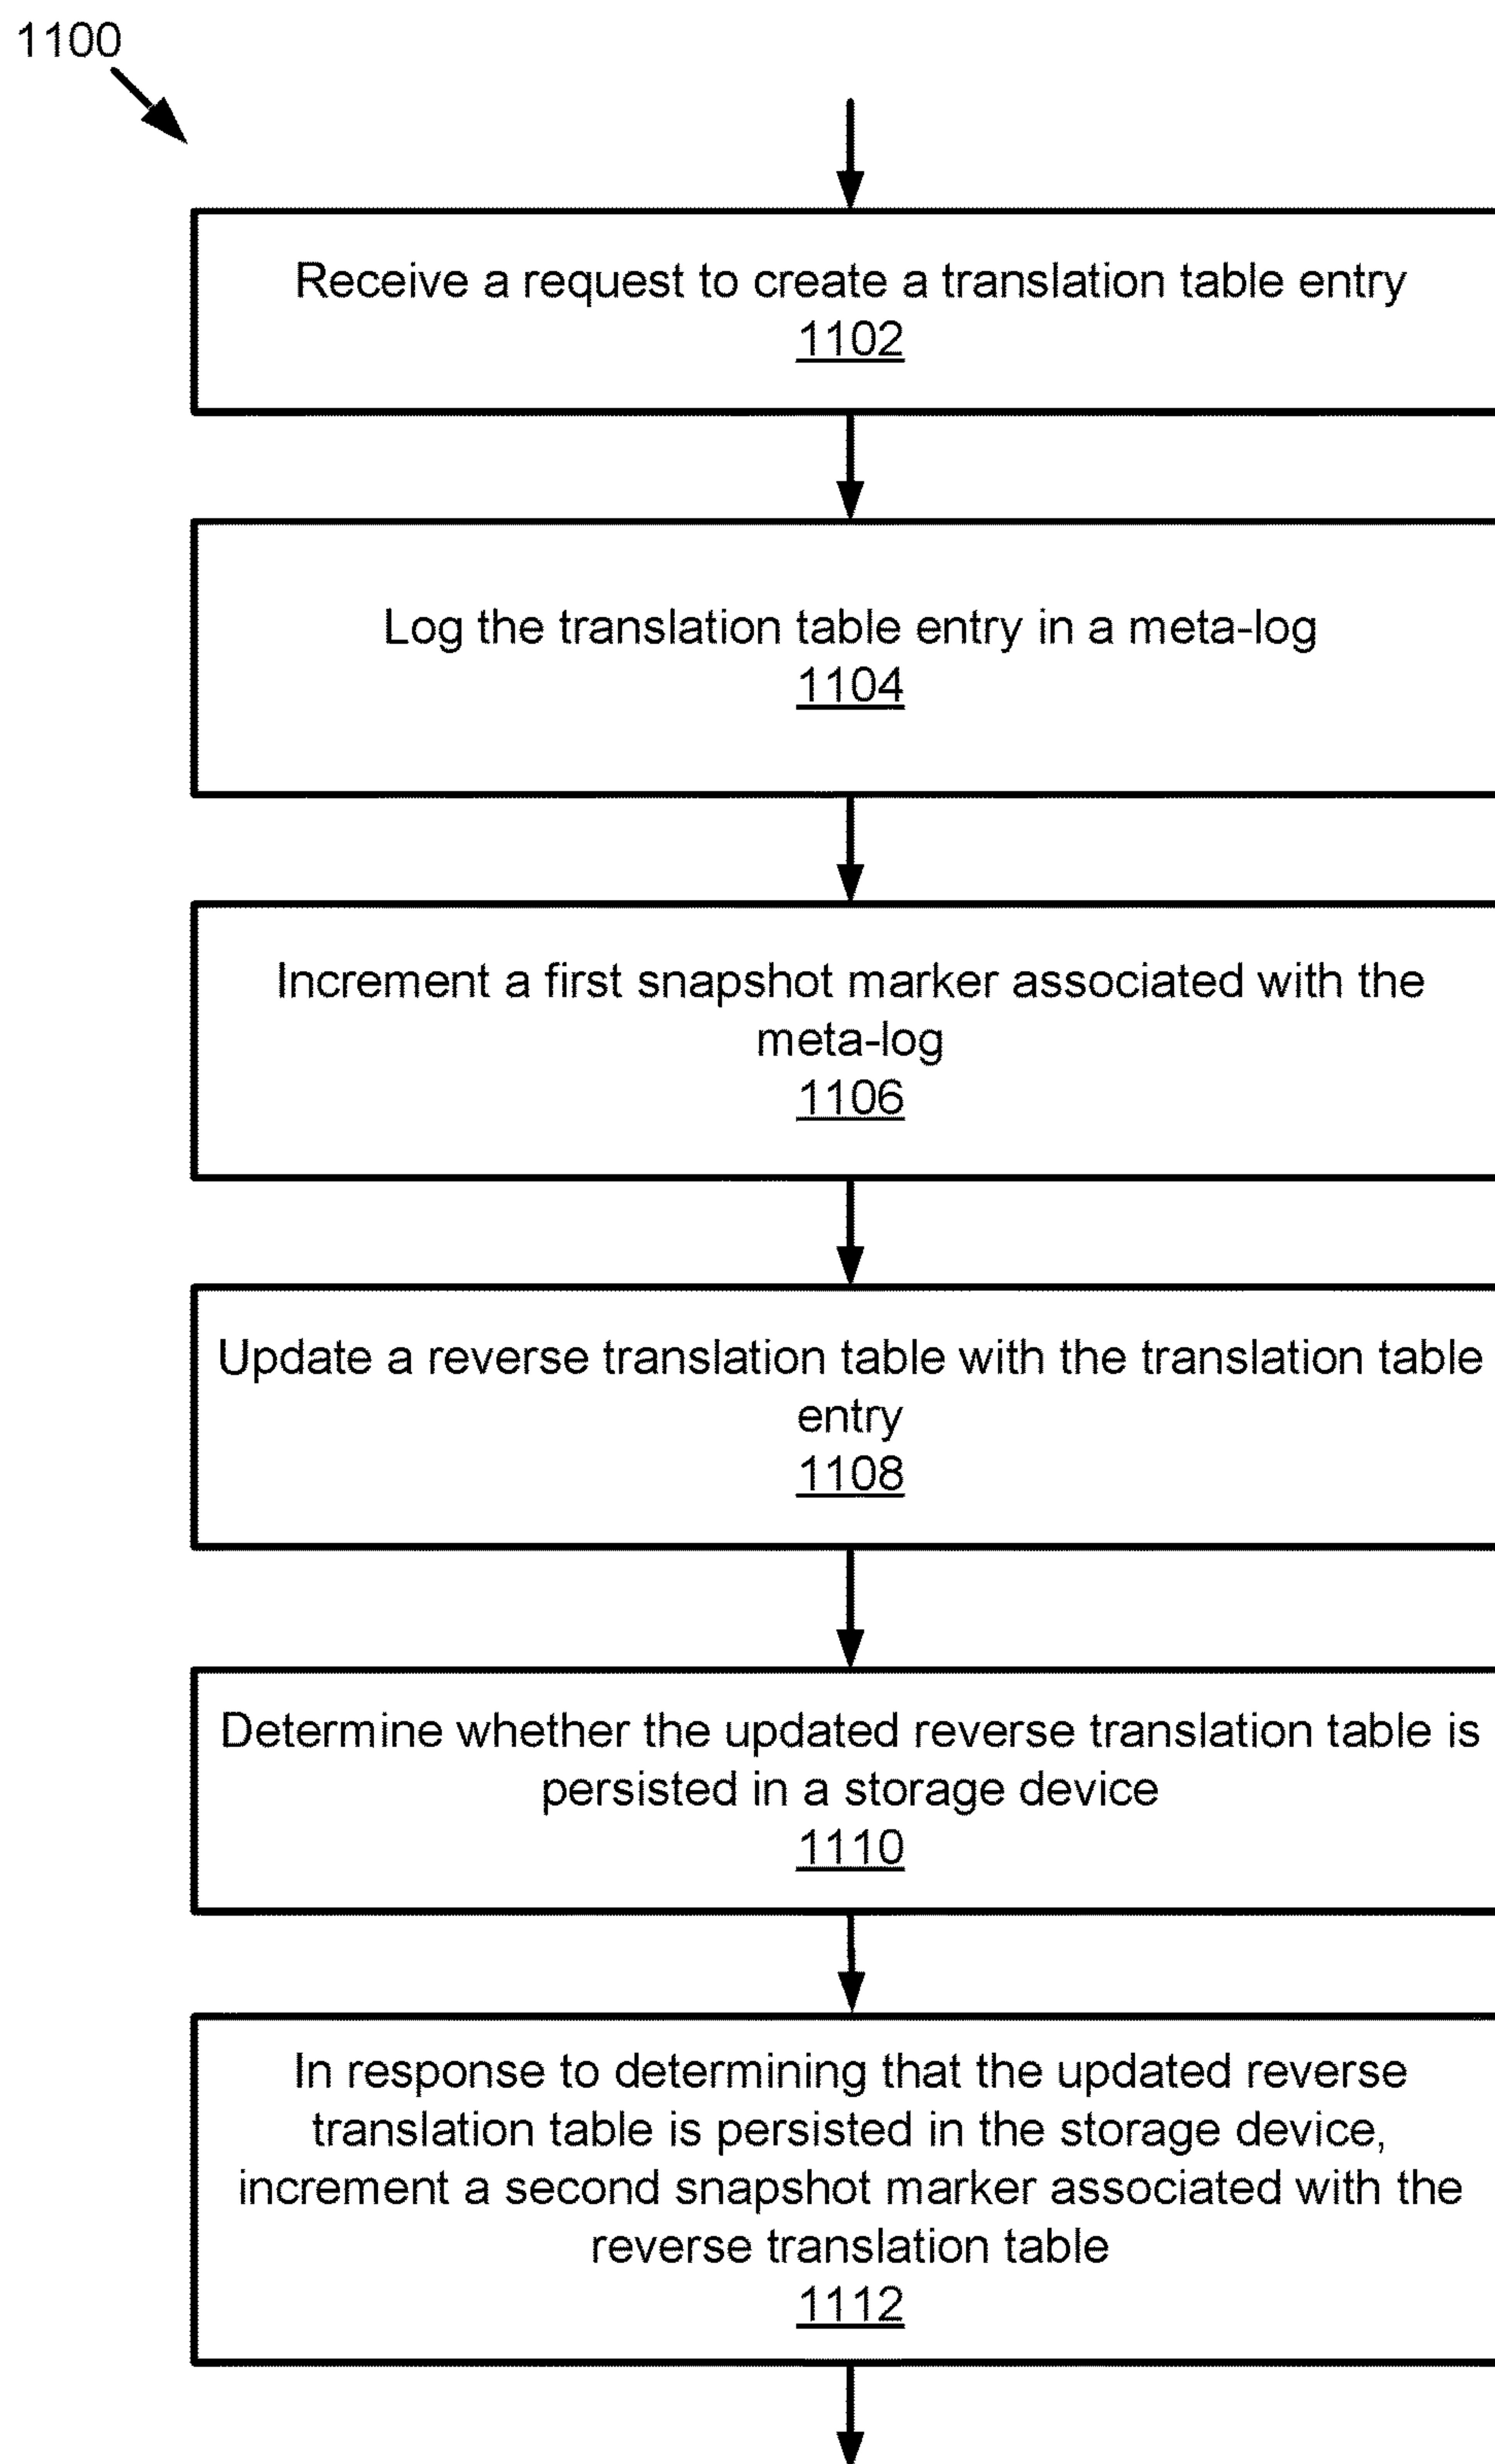 1100
Receive a request to create a translation table entry
1102
Log the translation table entry in a meta-log
1104
Increment a first snapshot marker associated with the
meta-log
1106
Update a reverse translation table with the translation table
entry
1108
Determine whether the updated reverse translation table is
persisted in a storage device
1110
In response to determining that the updated reverse
translation table is persisted in the storage device,
increment a second snapshot marker associated with the
reverse translation table
1112